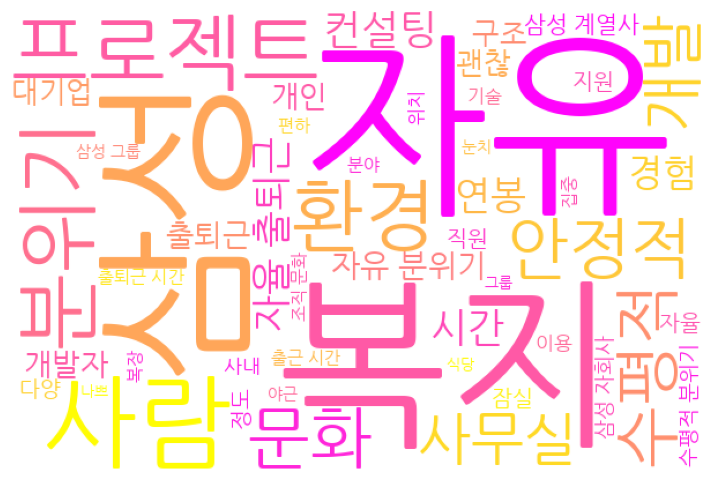 프로젝트
컨설팅
구조
삼성 계열사
개발
자유
괜찮
지원
대기업
개인
위치
기술
편하
삼성
분위기
삼성 그룹
자율 출퇴근
분야
눈치
경험
환경
연봉
집중
출퇴근
직원
안정적
자유 분위기
출퇴근 시간
조직 문화
그룹
복지
시간
수평적
자율
이용
개발자
복장
사내
출근 시간
식당
삼성 자회사
수평적 분위기
다양
나쁘
사람
정도
야근
문화
잠실
사무실